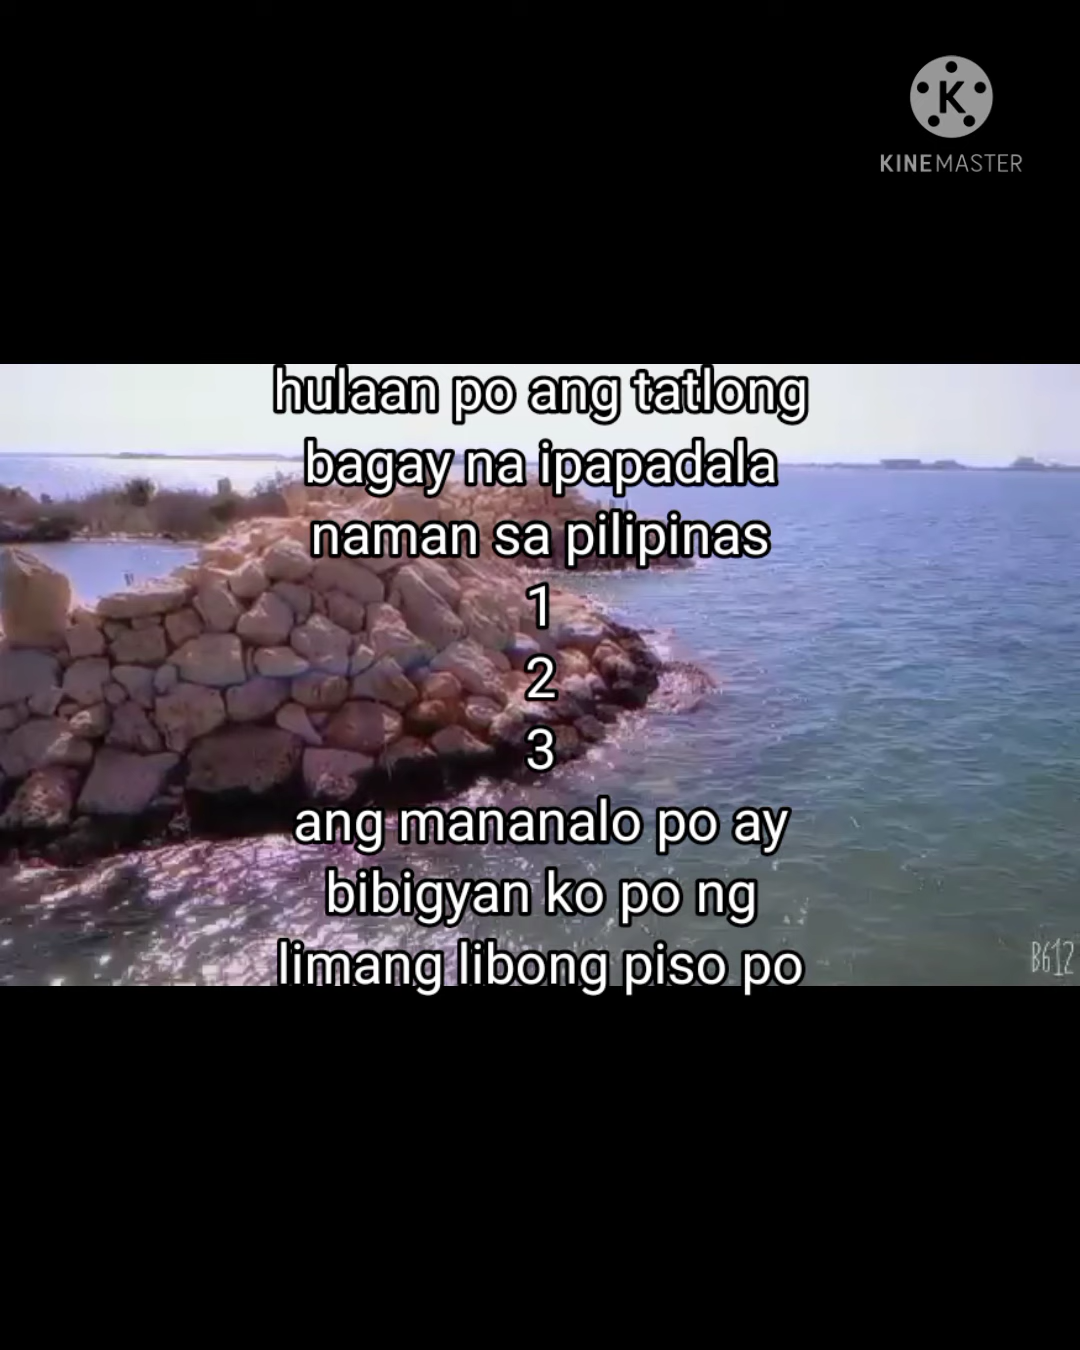 KINEMASTER
hulaan po ang tatlong
bagay na ipapadala
naman sa pilipinas
1
2
3
ang mananalo po ay
bibigyan ko po ng
limang libong piso po
B612